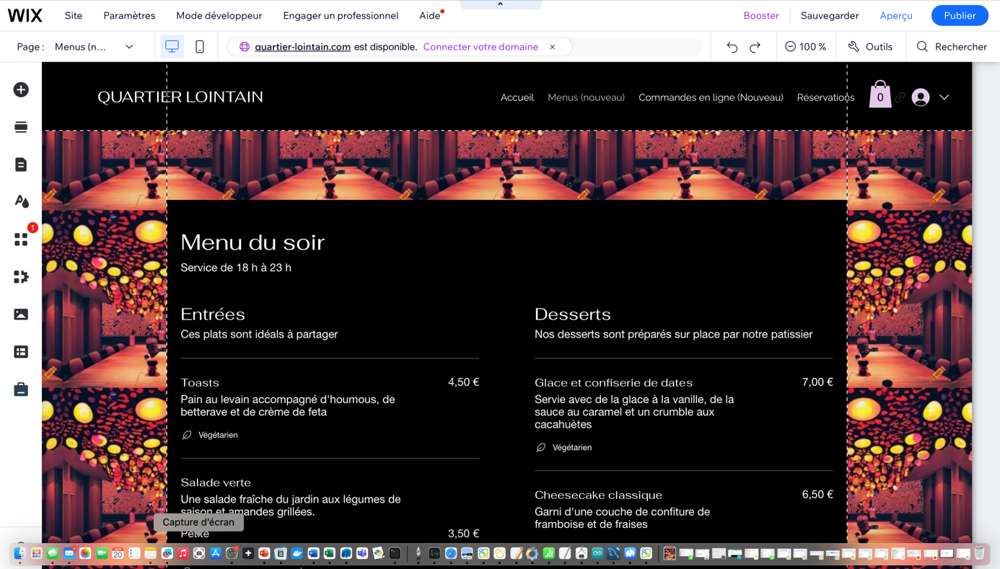 WIX Site Paramètres Mode développeur Engager un professionnel Aide Booster Sauvegarder Aperçu Publier
Page : Menus (n... quartier-lointain.com est disponible. Connecter votre domaine 100 % Outils Rechercher
QUARTIER LOINTAIN Accueil Menus (nouveau) Commandes en ligne (Nouveau) Réservations 0
1
Menu du soir
Service de 18 h à 23 h
Entrées
Ces plats sont idéals à partager
Toasts 4,50 €
Pain au levain accompagné d'houmous, de
betterave et de crème de feta
Végétarien
Salade verte
Une salade fraîche du jardin aux légumes de
saison et amandes grillées.
Capture d'écran
Petite 3,50 €
Desserts
Nos desserts sont préparés sur place par notre patissier
Glace et confiserie de dates 7,00 €
Servie avec de la glace à la vanille, de la
sauce au caramel et un crumble aux
cacahuètes
Végétarien
Cheesecake classique 6,50 €
Garni d'une couche de confiture de
framboise et de fraises
20